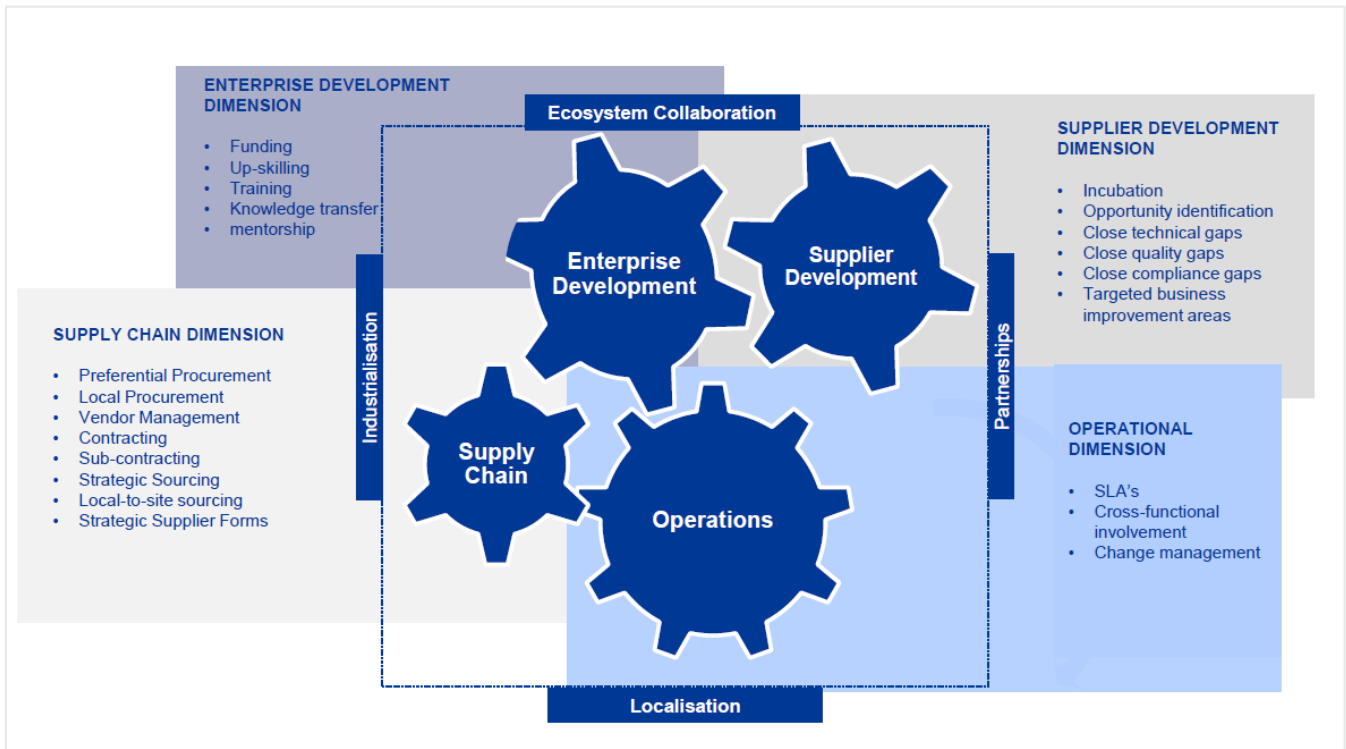 ENTERPRISE DEVELOPMENT
DIMENSION
• Funding
• Up-skilling
• Training
• Knowledge transfer
• mentorship
Ecosystem Collaboration
SUPPLIER DEVELOPMENT
DIMENSION
• Incubation
• Opportunity identification
• Close technical gaps
• Close quality gaps
• Close compliance gaps
• Targeted business
improvement areas
Enterprise
Development
Supplier
Development
Industrialisation
Partnerships
SUPPLY CHAIN DIMENSION
• Preferential Procurement
• Local Procurement
• Vendor Management
• Contracting
• Sub-contracting
• Strategic Sourcing
• Local-to-site sourcing
• Strategic Supplier Forms
Supply
Chain
Operations
OPERATIONAL
DIMENSION
• SLA's
• Cross-functional
involvement
• Change management
Localisation